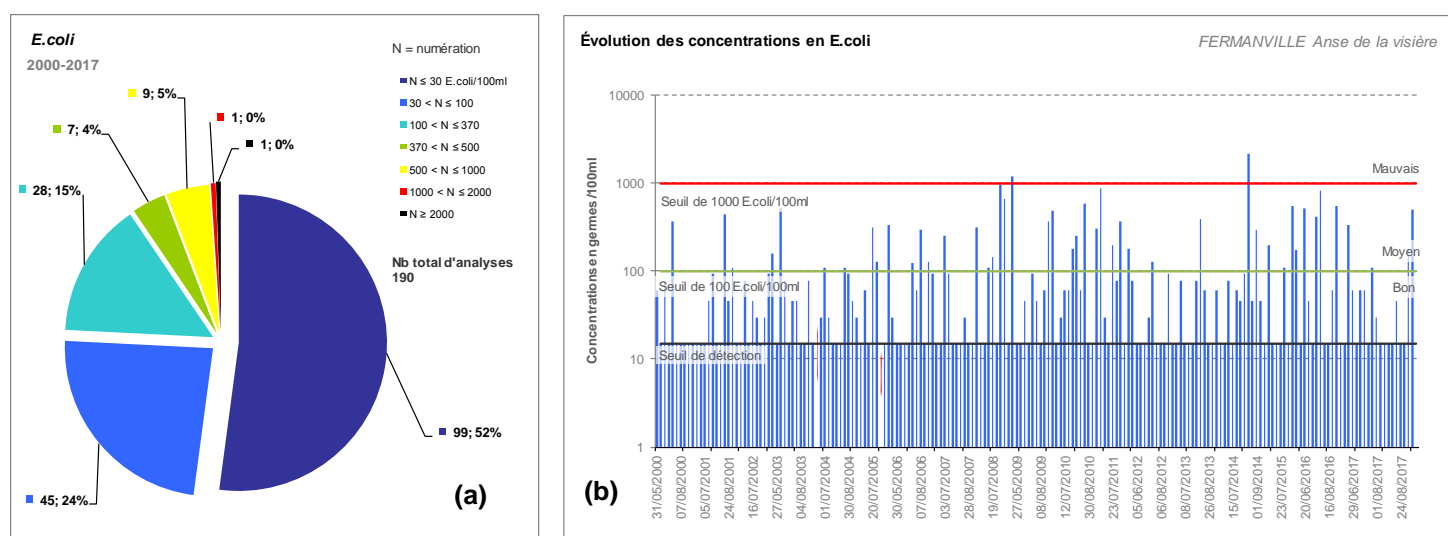 E.coli
2000-2017
N = numération
N ≤ 30 E.coli/100ml
30 < N ≤ 100
100 < N ≤ 370
370 < N ≤ 500
500 < N ≤ 1000
1000 < N ≤ 2000
N ≥ 2000
9; 5%
1; 0%
7; 4%
1; 0%
28; 15%
Nb total d'analyses
190
99; 52%
45; 24%
(a)
Évolution des concentrations en E.coli
FERMANVILLE Anse de la visière
Concentrations en germes /100ml
10000
1000
100
10
1
Mauvais
Seuil de 1000 E.coli/100ml
Moyen
Seuil de 100 E.coli/100ml
Bon
Seuil de détection
(b)
31/05/2000
07/08/2000
05/07/2001
24/08/2001
16/07/2002
28/05/2003
04/08/2003
01/07/2004
30/08/2004
20/07/2005
30/05/2006
07/08/2006
03/07/2007
28/08/2007
19/07/2008
27/05/2009
08/08/2009
12/07/2010
30/08/2010
20/07/2011
07/06/2012
07/08/2012
08/07/2013
26/08/2013
15/07/2014
01/09/2014
23/07/2015
20/06/2016
16/08/2016
29/06/2017
01/08/2017
24/08/2017